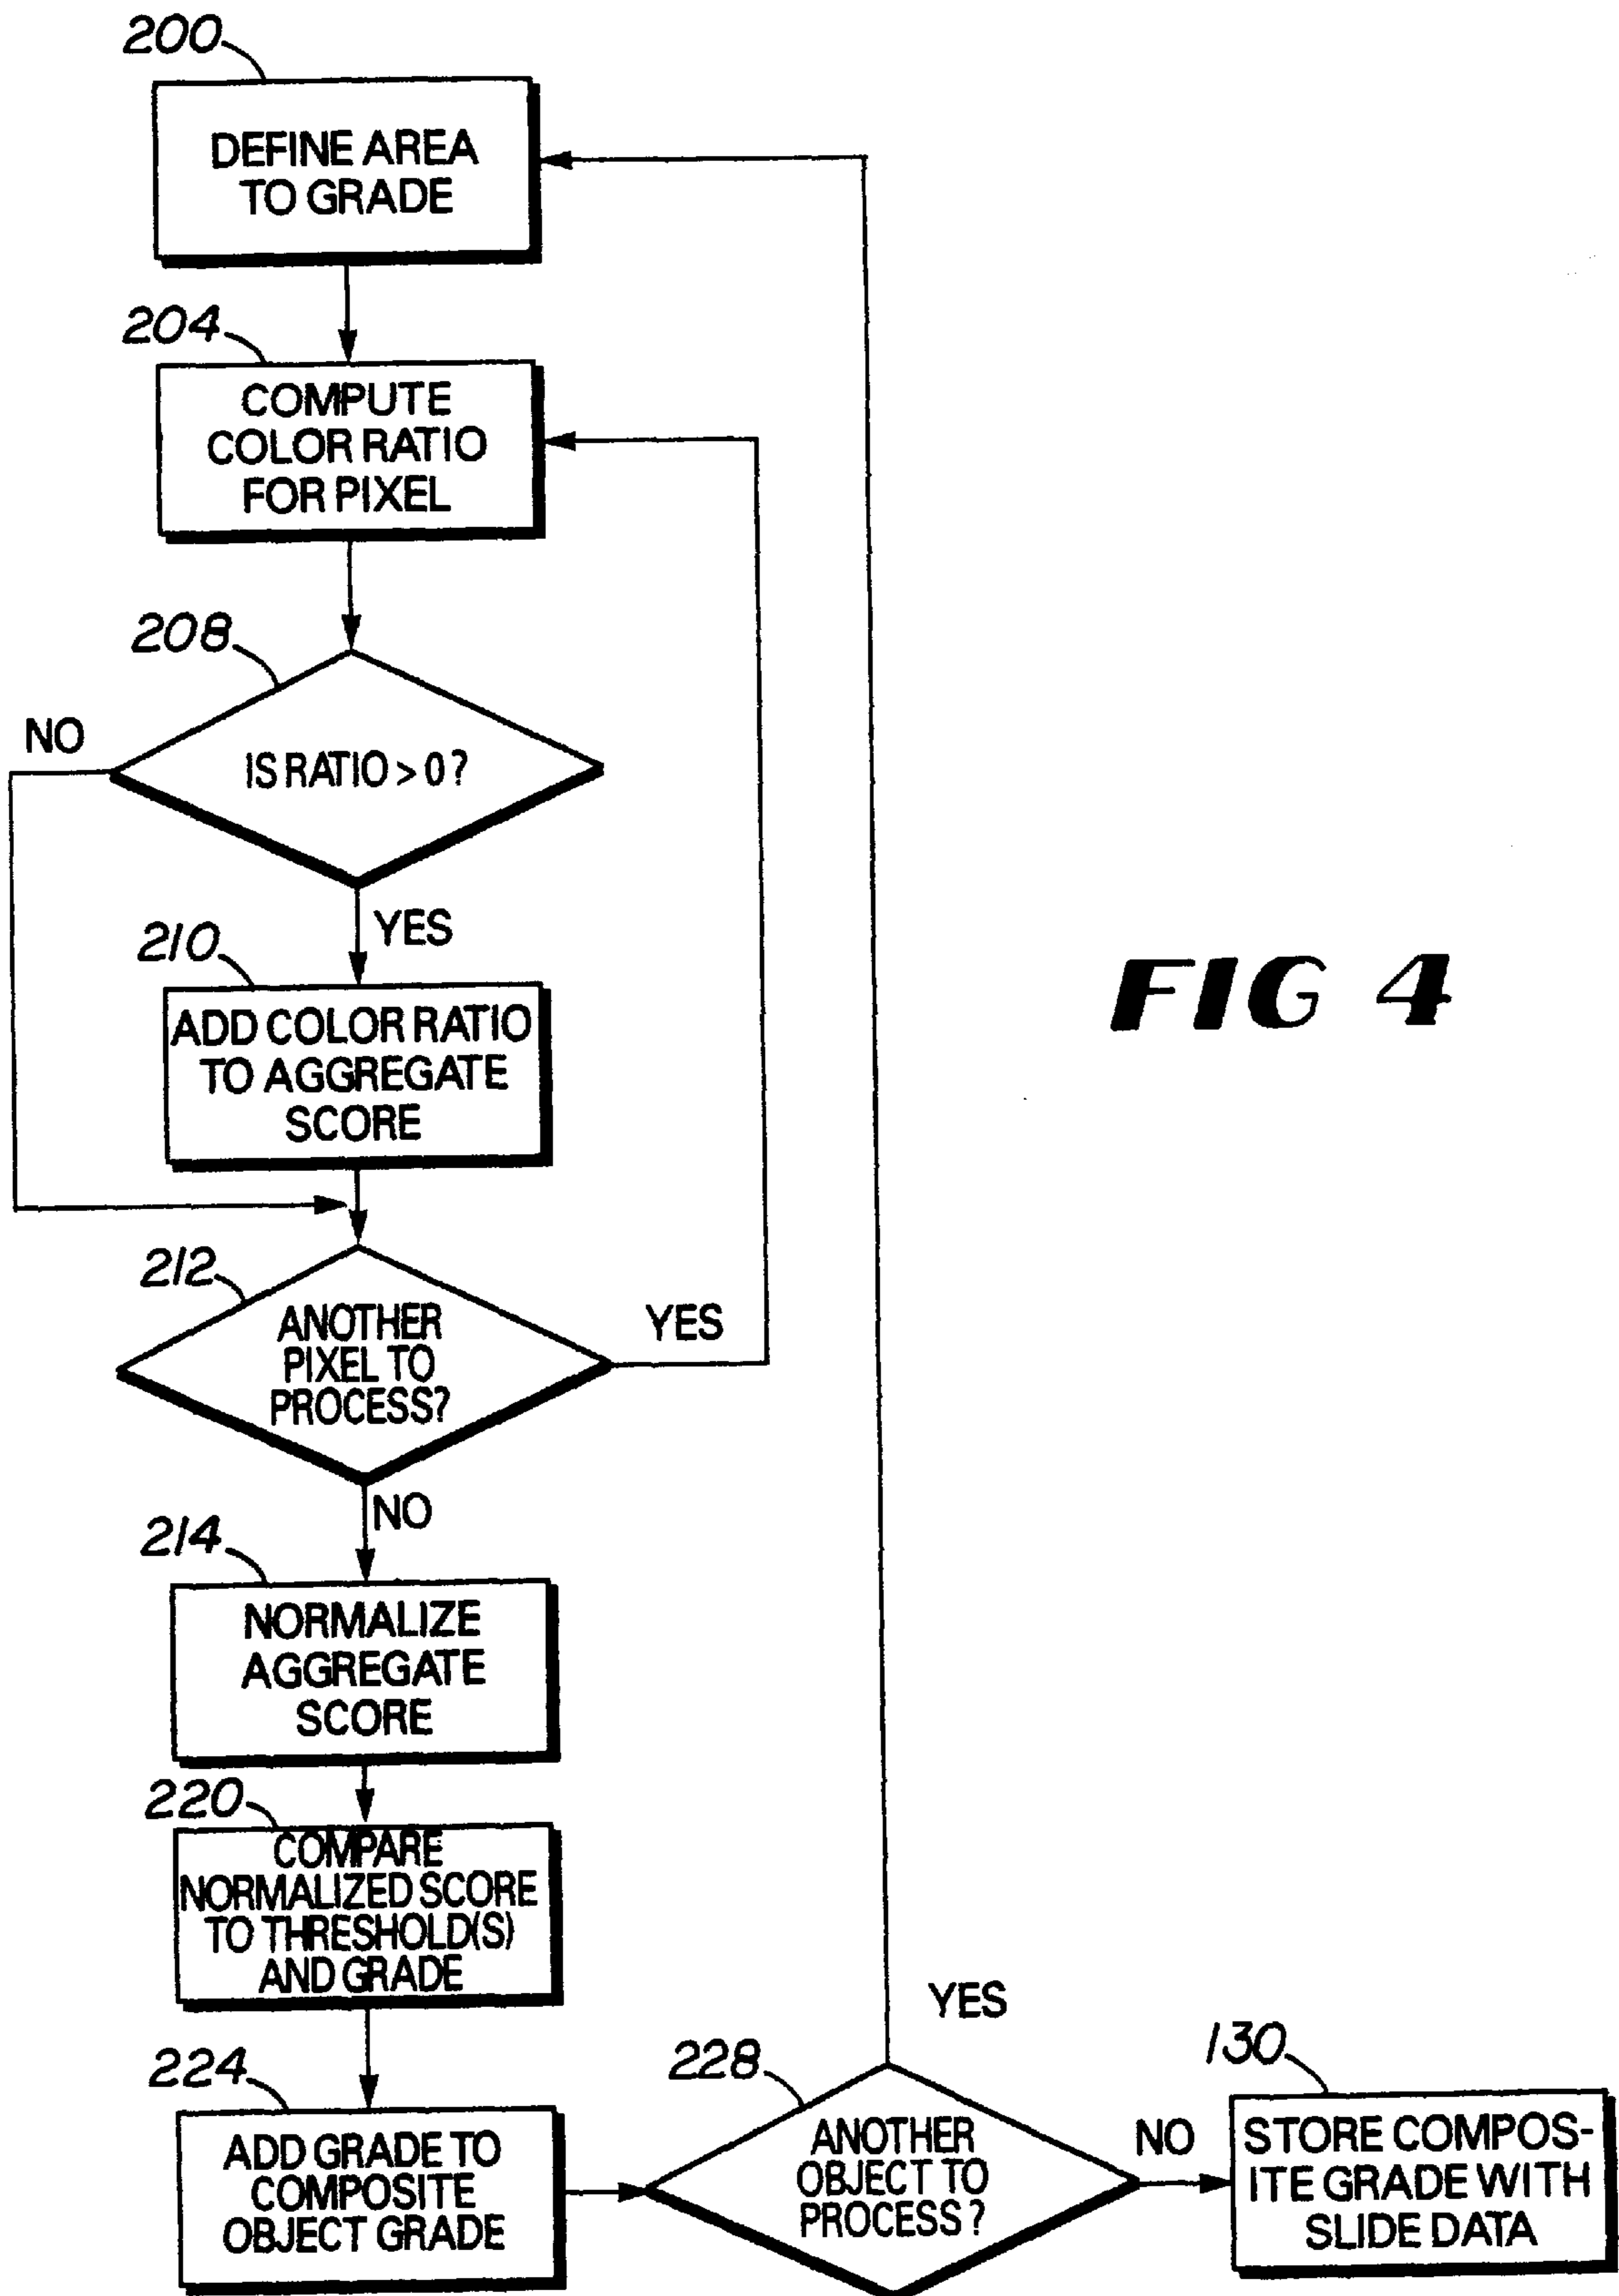 200
DEFINE AREA
TO GRADE
204
COMPUTE
COLOR RATIO
FOR PIXEL
208
NO
IS RATIO > 0 ?
YES
210
ADD COLOR RATIO
TO AGGREGATE
SCORE
FIG 4
212
ANOTHER
PIXEL TO
PROCESS?
YES
NO
214
NORMALIZE
AGGREGATE
SCORE
220
COMPARE
NORMALIZED SCORE
TO THRESHOLD(S)
AND GRADE
YES
224
ADD GRADE TO
COMPOSITE
OBJECT GRADE
228
ANOTHER
OBJECT TO
PROCESS ?
NO
130
STORE COMPOS-
ITE GRADE WITH
SLIDE DATA